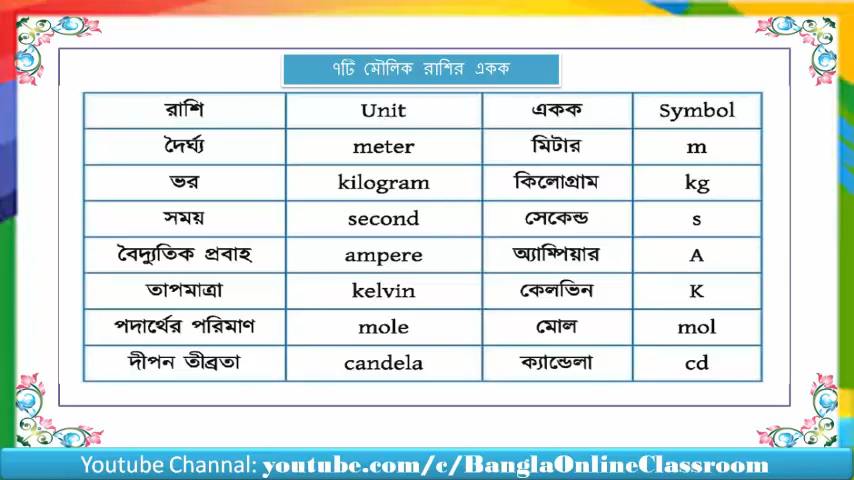 ৭টি মৌলিক রাশির একক
রাশি Unit একক Symbol
দৈর্ঘ্য meter মিটার m
ভর kilogram কিলোগ্রাম kg
সময় second সেকেন্ড s
বৈদ্যুতিক প্রবাহ ampere অ্যাম্পিয়ার A
তাপমাত্রা kelvin কেলভিন K
পদার্থের পরিমাণ mole মোল mol
দীপন তীব্রতা candela ক্যান্ডেলা cd
Youtube Channel: youtube.com/c/BanglaOnlineClassroom